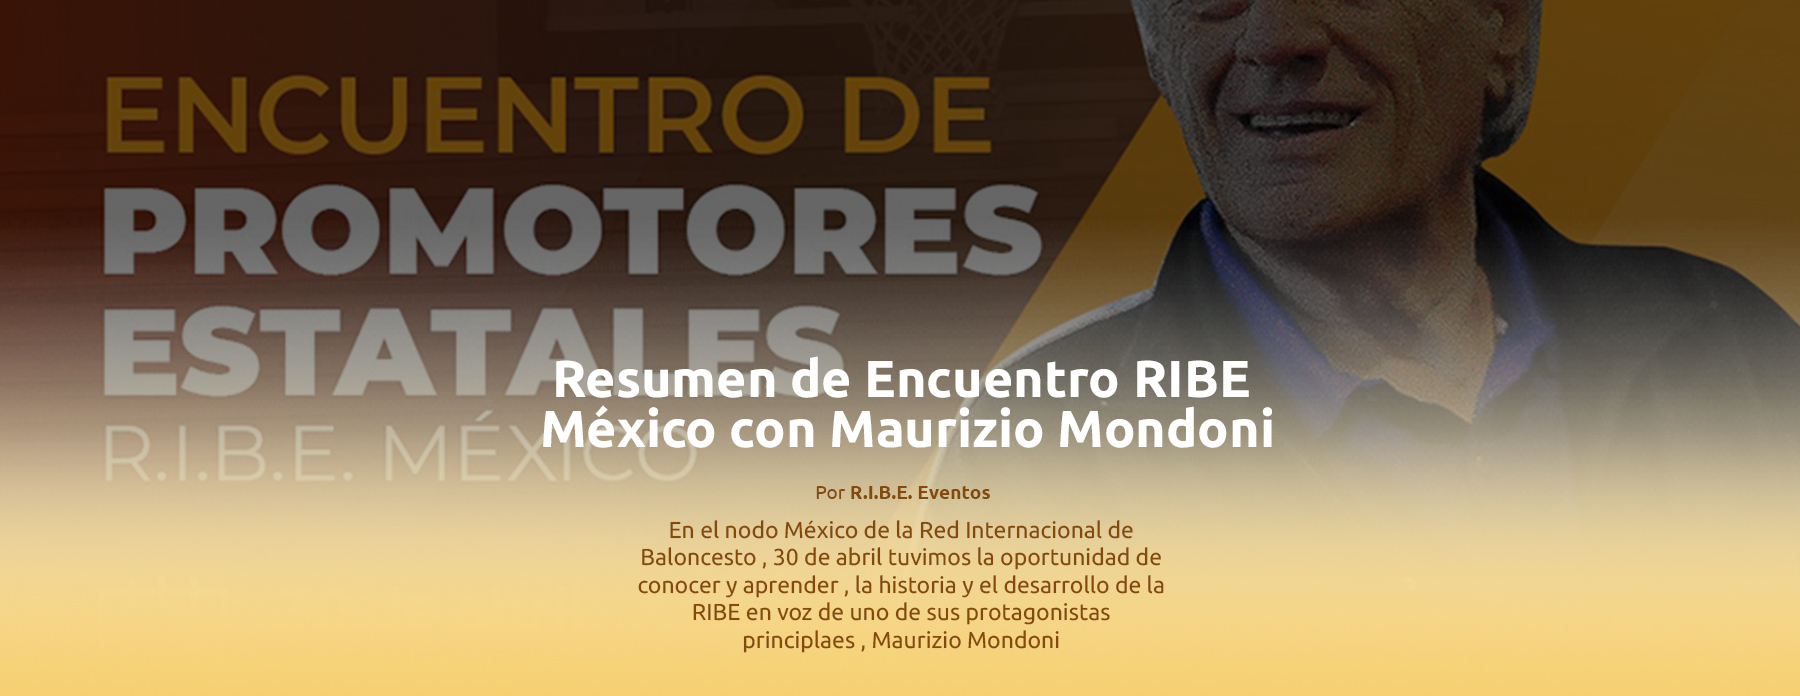 ENCUENTRO DE
PROMOTORES
ESTATALES
R.I.B.E. MÉXICO
Resumen de Encuentro RIBE
México con Maurizio Mondoni
Por R.I.B.E. Eventos
En el nodo México de la Red Internacional de
Baloncesto , 30 de abril tuvimos la oportunidad de
conocer y aprender , la historia y el desarrollo de la
RIBE en voz de uno de sus protagonistas
principlaes , Maurizio Mondoni